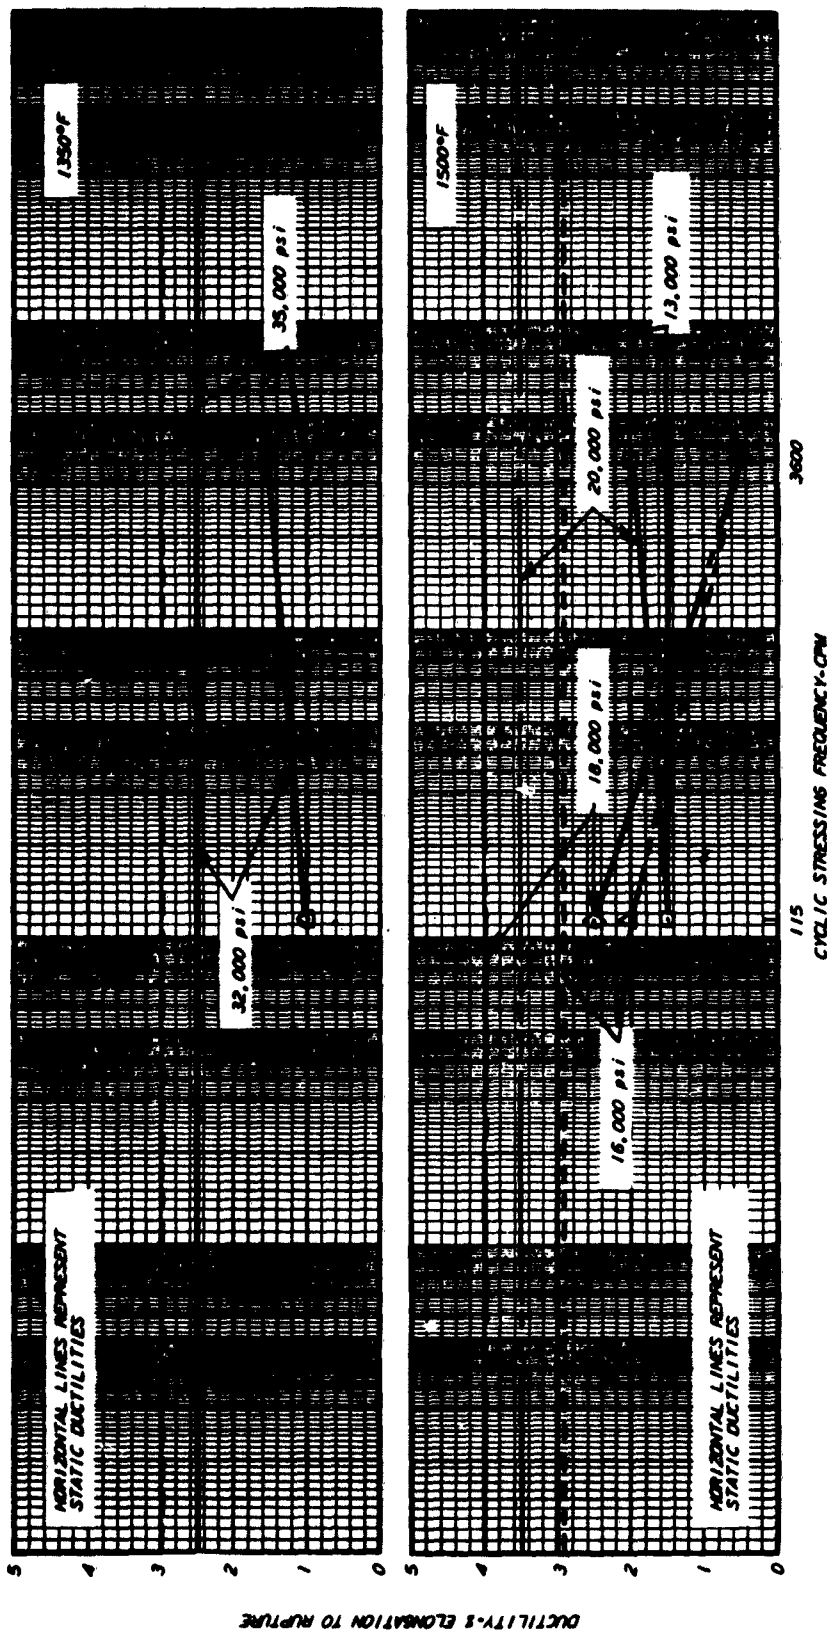 1350°F
35,000 psi
32,000 psi
HORIZONTAL LINES REPRESENT
STATIC DUCTILITIES
5
4
3
2
1
0
1500°F
13,000 psi
20,000 psi
18,000 psi
16,000 psi
HORIZONTAL LINES REPRESENT
STATIC DUCTILITIES
5
4
3
2
1
0
115
3600
CYCLIC STRESSING FREQUENCY-CPM
DUCTILITY-% ELONGATION TO RUPTURE